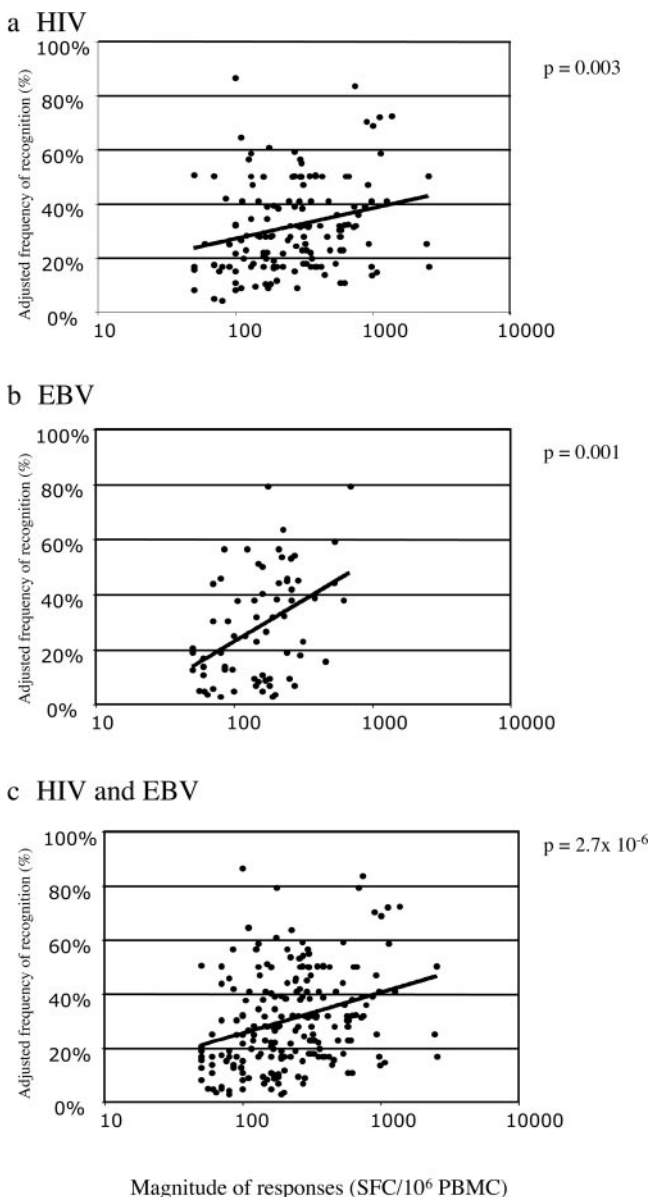 a HIV
p = 0.003
Adjusted frequency of recognition (%)
100%
80%
60%
40%
20%
0%
10 100 1000 10000
b EBV
p = 0.001
Adjusted frequency of recognition (%)
100%
80%
60%
40%
20%
0%
10 100 1000 10000
c HIV and EBV
p = 2.7x 10⁻⁶
Adjusted frequency of recognition (%)
100%
80%
60%
40%
20%
0%
10 100 1000 10000
Magnitude of responses (SFC/10⁶ PBMC)